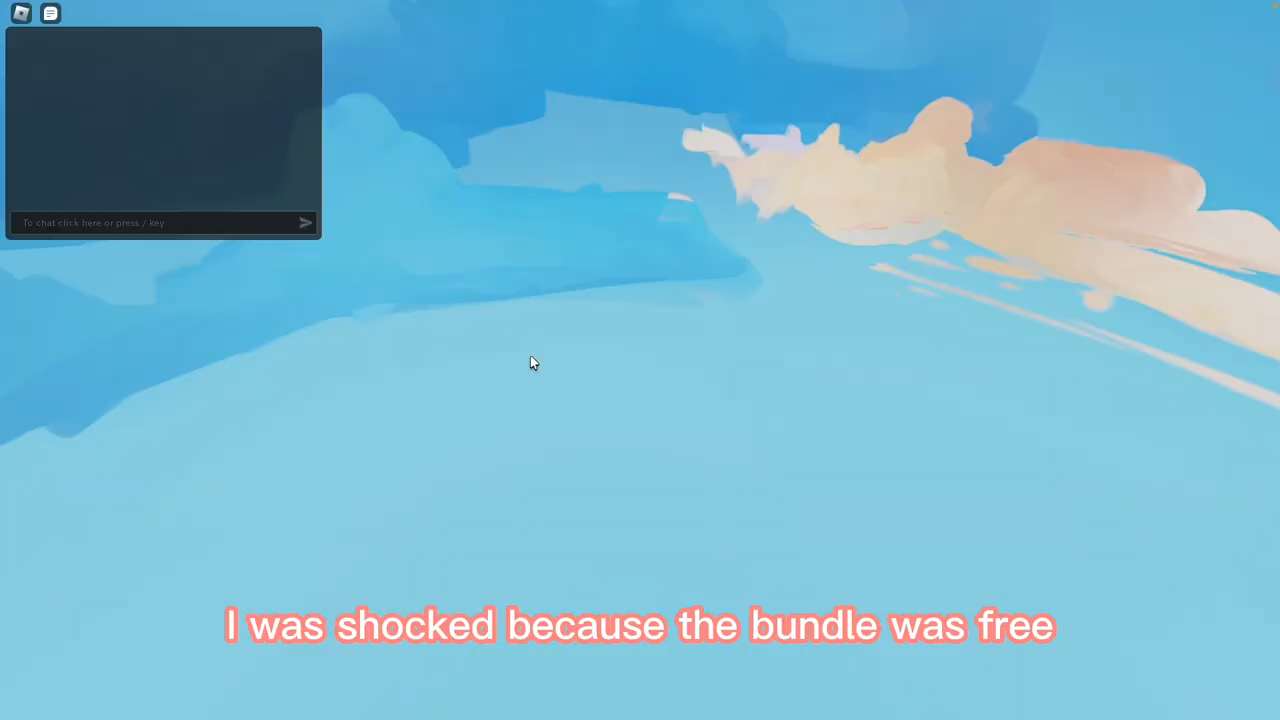 To chat click here or press / key
I was shocked because the bundle was free